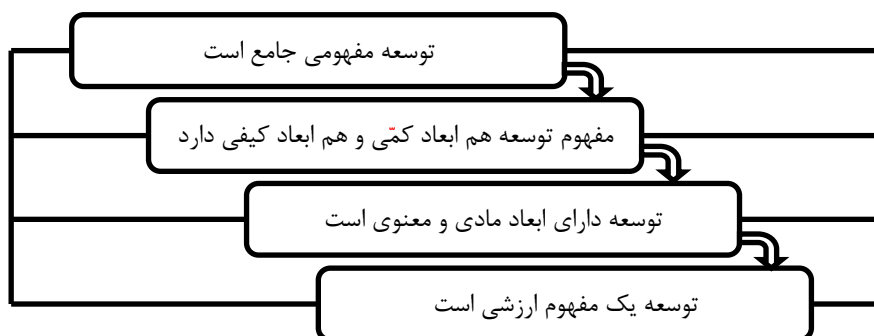 توسعه مفهومی جامع است
مفهوم توسعه هم ابعاد کمّی و هم ابعاد کیفی دارد
توسعه دارای ابعاد مادی و معنوی است
توسعه یک مفهوم ارزشی است